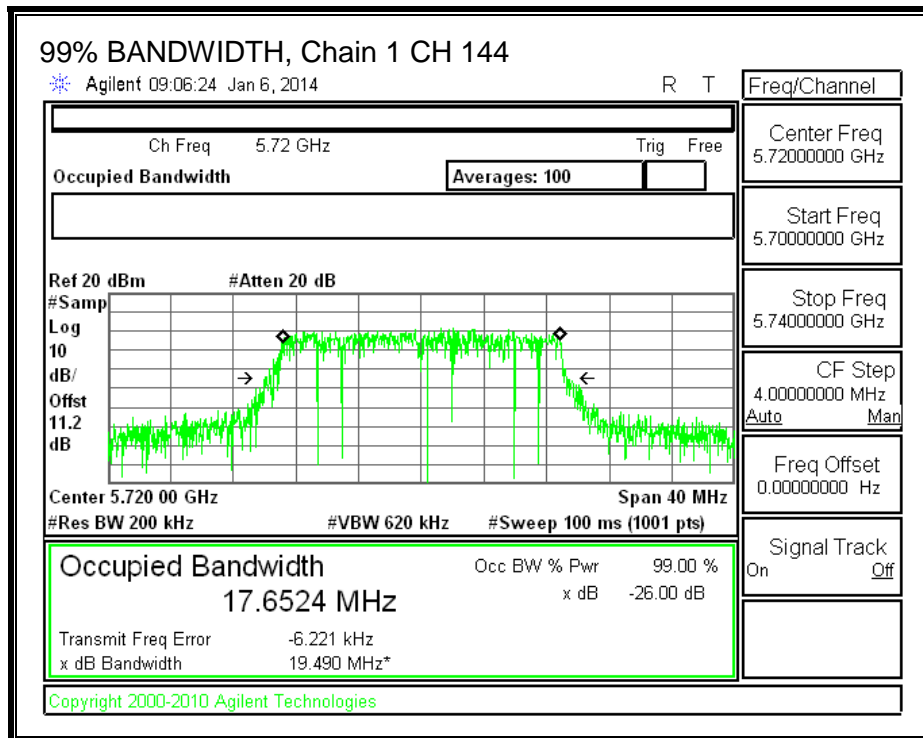 99% BANDWIDTH, Chain 1 CH 144
Agilent 09:06:24 Jan 6, 2014 R T
Ch Freq 5.72 GHz Trig Free
Occupied Bandwidth Averages: 100
Ref 20 dBm #Atten 20 dB
#Samp
Log
10
dB/
Offst
11.2
dB
Center 5.720 00 GHz Span 40 MHz
#Res BW 200 kHz #VBW 620 kHz #Sweep 100 ms (1001 pts)
Occupied Bandwidth Occ BW % Pwr 99.00 %
17.6524 MHz x dB -26.00 dB
Transmit Freq Error -6.221 kHz
x dB Bandwidth 19.490 MHz*
Copyright 2000-2010 Agilent Technologies
Freq/Channel
Center Freq
5.72000000 GHz
Start Freq
5.70000000 GHz
Stop Freq
5.74000000 GHz
CF Step
4.00000000 MHz
Auto Man
Freq Offset
0.00000000 Hz
Signal Track
On Off